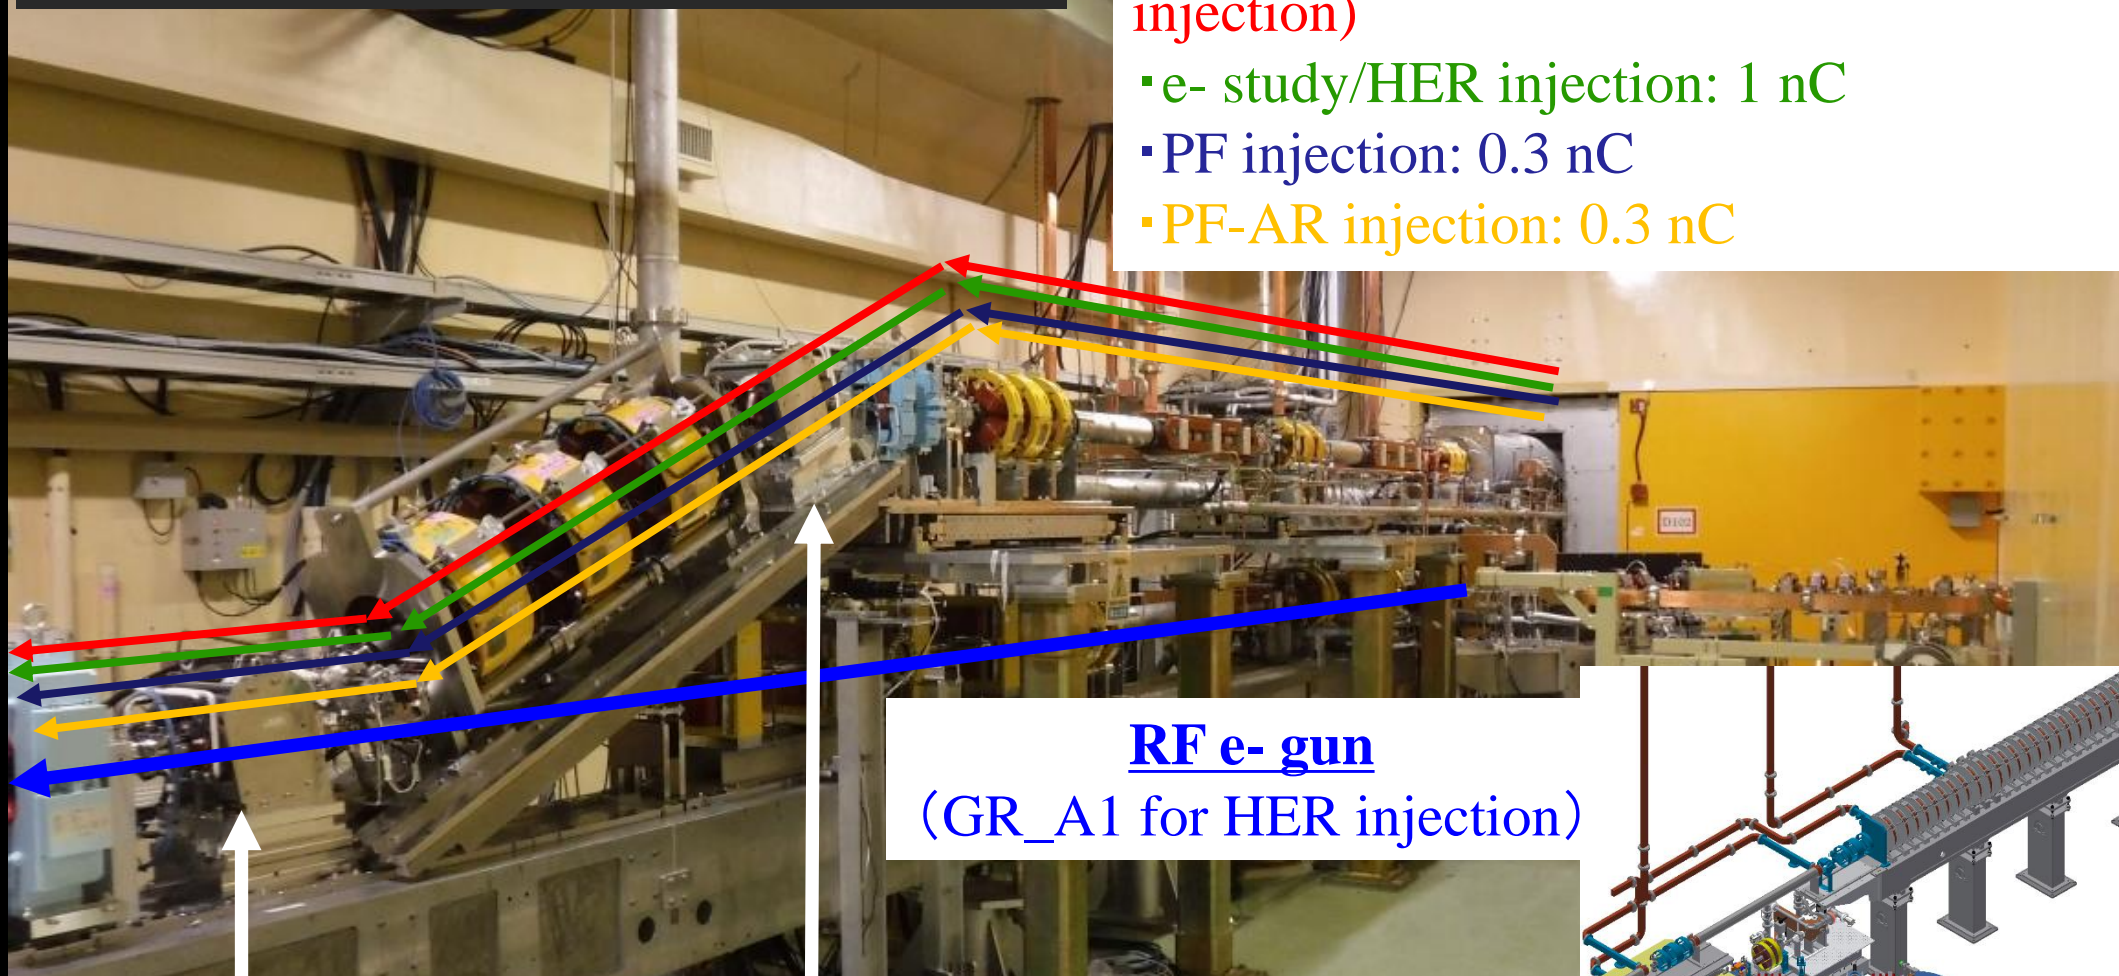 injection)
・e- study/HER injection: 1 nC
・PF injection: 0.3 nC
・PF-AR injection: 0.3 nC
D102
RF e- gun
（GR_A1 for HER injection）